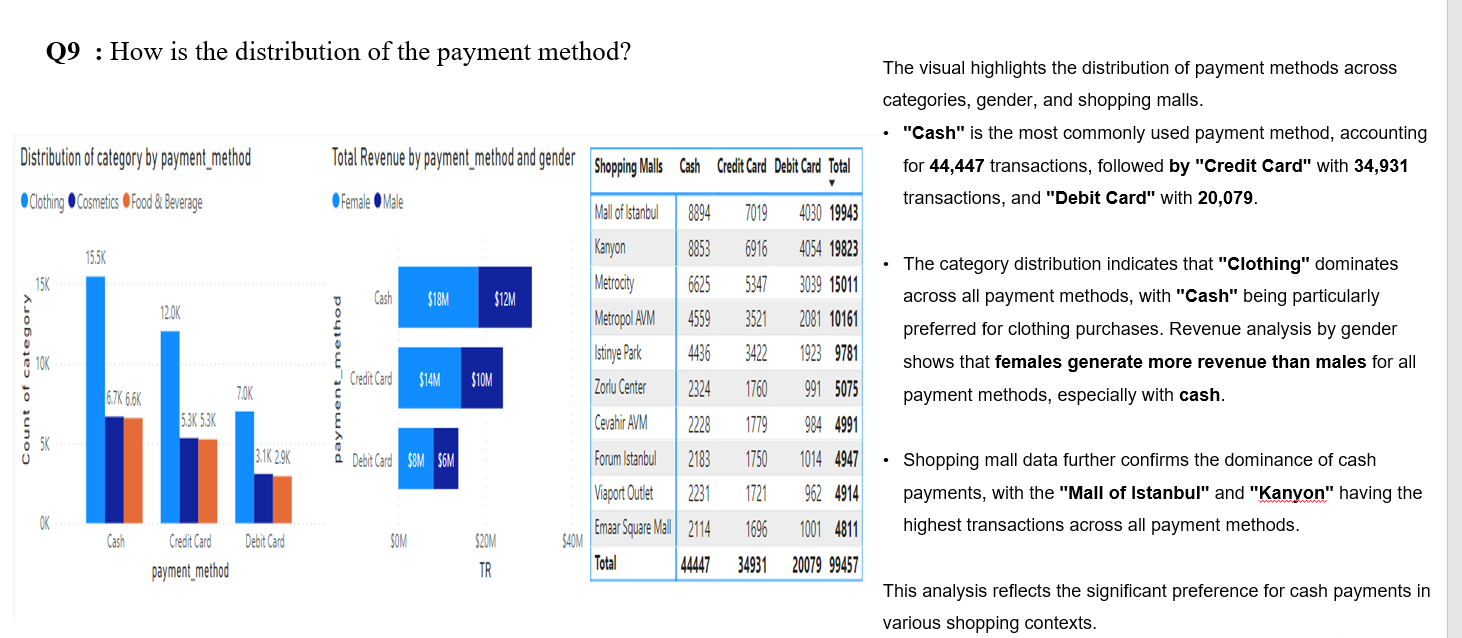 Q9 : How is the distribution of the payment method?
Distribution of category by payment_method
Clothing Cosmetics Food & Beverage
Count of category
15K
10K
5K
0K
15.5K
6.7K 6.6K
12.0K
5.3K 5.3K
7.0K
3.1K 2.9K
Cash Credit Card Debit Card
payment_method
Total Revenue by payment_method and gender
Female Male
payment_method
Cash $18M $12M
Credit Card $14M $10M
Debit Card $8M $6M
$0M $20M $40M
TR
Shopping Malls Cash Credit Card Debit Card Total
Mall of Istanbul 8894 7019 4030 19943
Kanyon 8853 6916 4054 19823
Metrocity 6625 5347 3039 15011
Metropol AVM 4559 3521 2081 10161
Istinye Park 4436 3422 1923 9781
Zorlu Center 2324 1760 991 5075
Cevahir AVM 2228 1779 984 4991
Forum Istanbul 2183 1750 1014 4947
Viaport Outlet 2231 1721 962 4914
Emaar Square Mall 2114 1696 1001 4811
Total 44447 34931 20079 99457
The visual highlights the distribution of payment methods across
categories, gender, and shopping malls.
• "Cash" is the most commonly used payment method, accounting
for 44,447 transactions, followed by "Credit Card" with 34,931
transactions, and "Debit Card" with 20,079.
• The category distribution indicates that "Clothing" dominates
across all payment methods, with "Cash" being particularly
preferred for clothing purchases. Revenue analysis by gender
shows that females generate more revenue than males for all
payment methods, especially with cash.
• Shopping mall data further confirms the dominance of cash
payments, with the "Mall of Istanbul" and "Kanyon" having the
highest transactions across all payment methods.
This analysis reflects the significant preference for cash payments in
various shopping contexts.